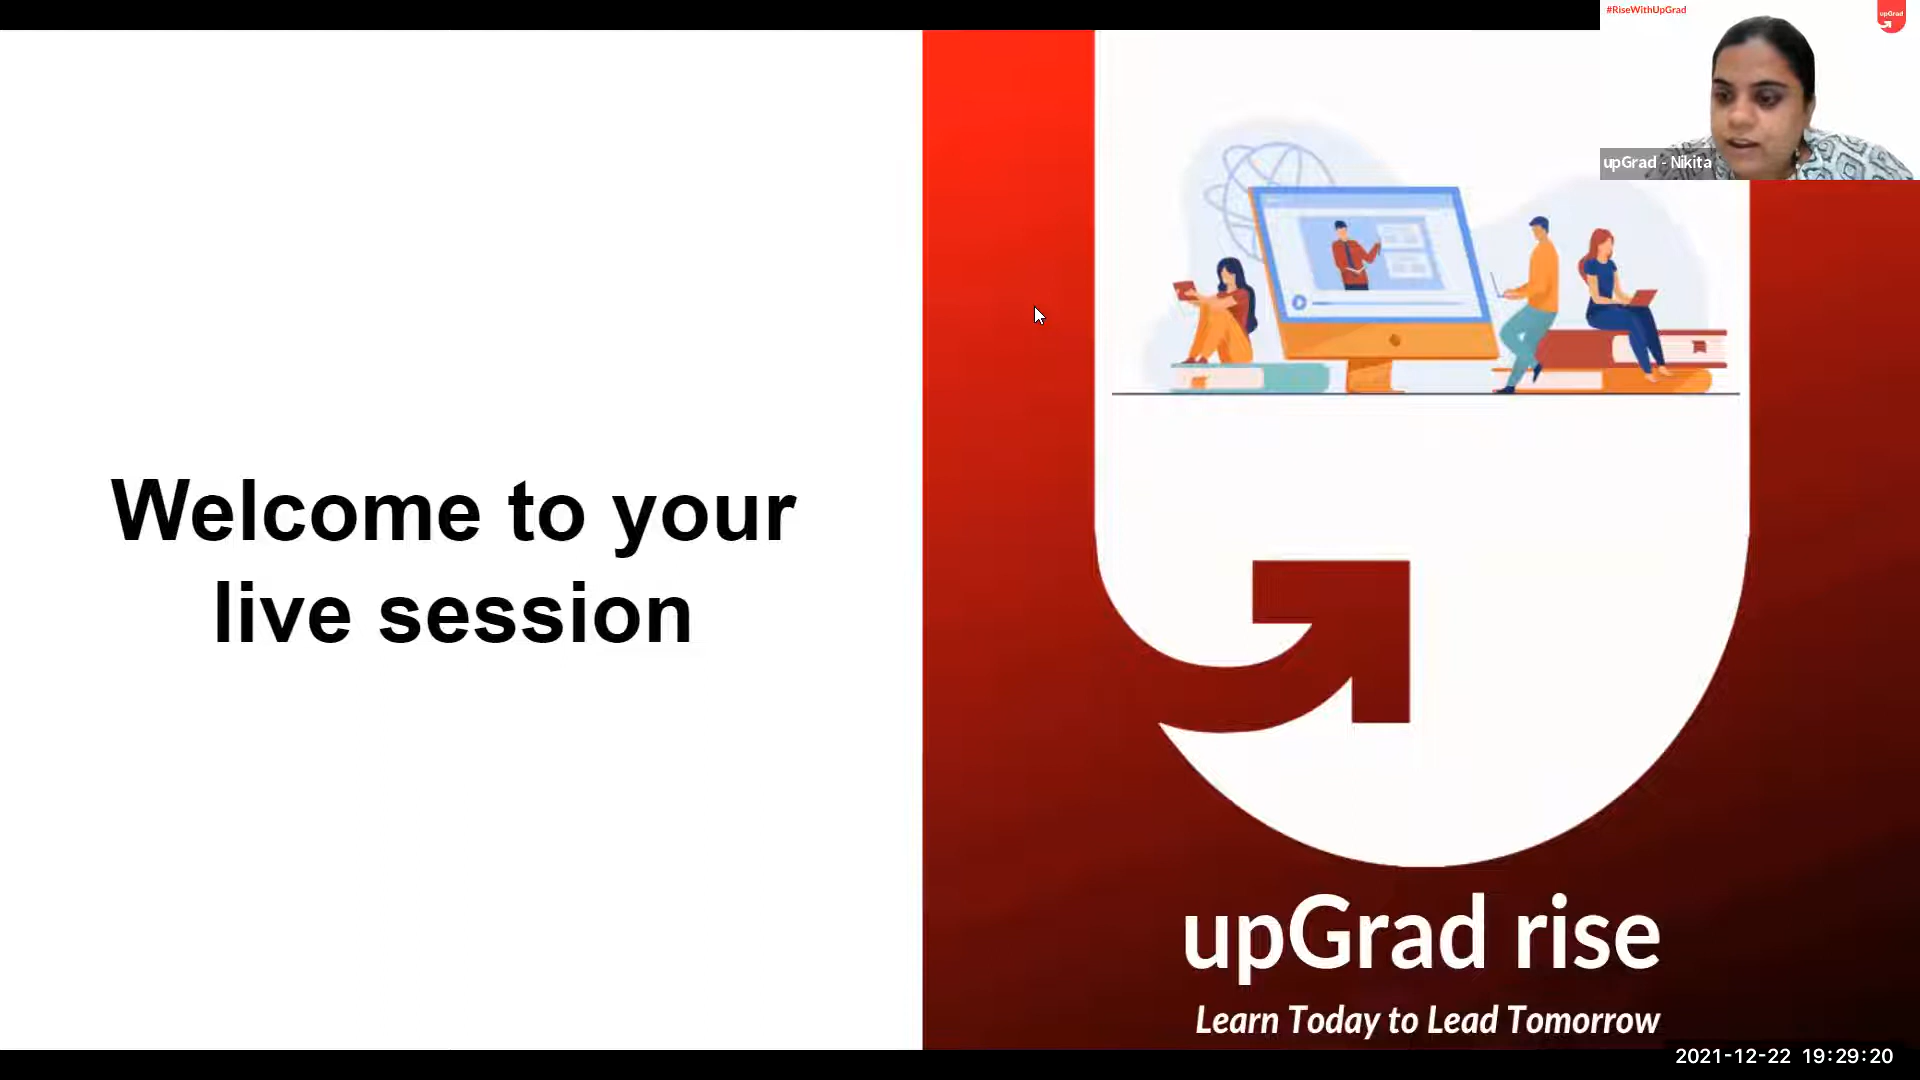 #RiseWithUpGrad
upGrad
upGrad - Nikita
Welcome to your
live session
upGrad rise
Learn Today to Lead Tomorrow
2021-12-22 19:29:20